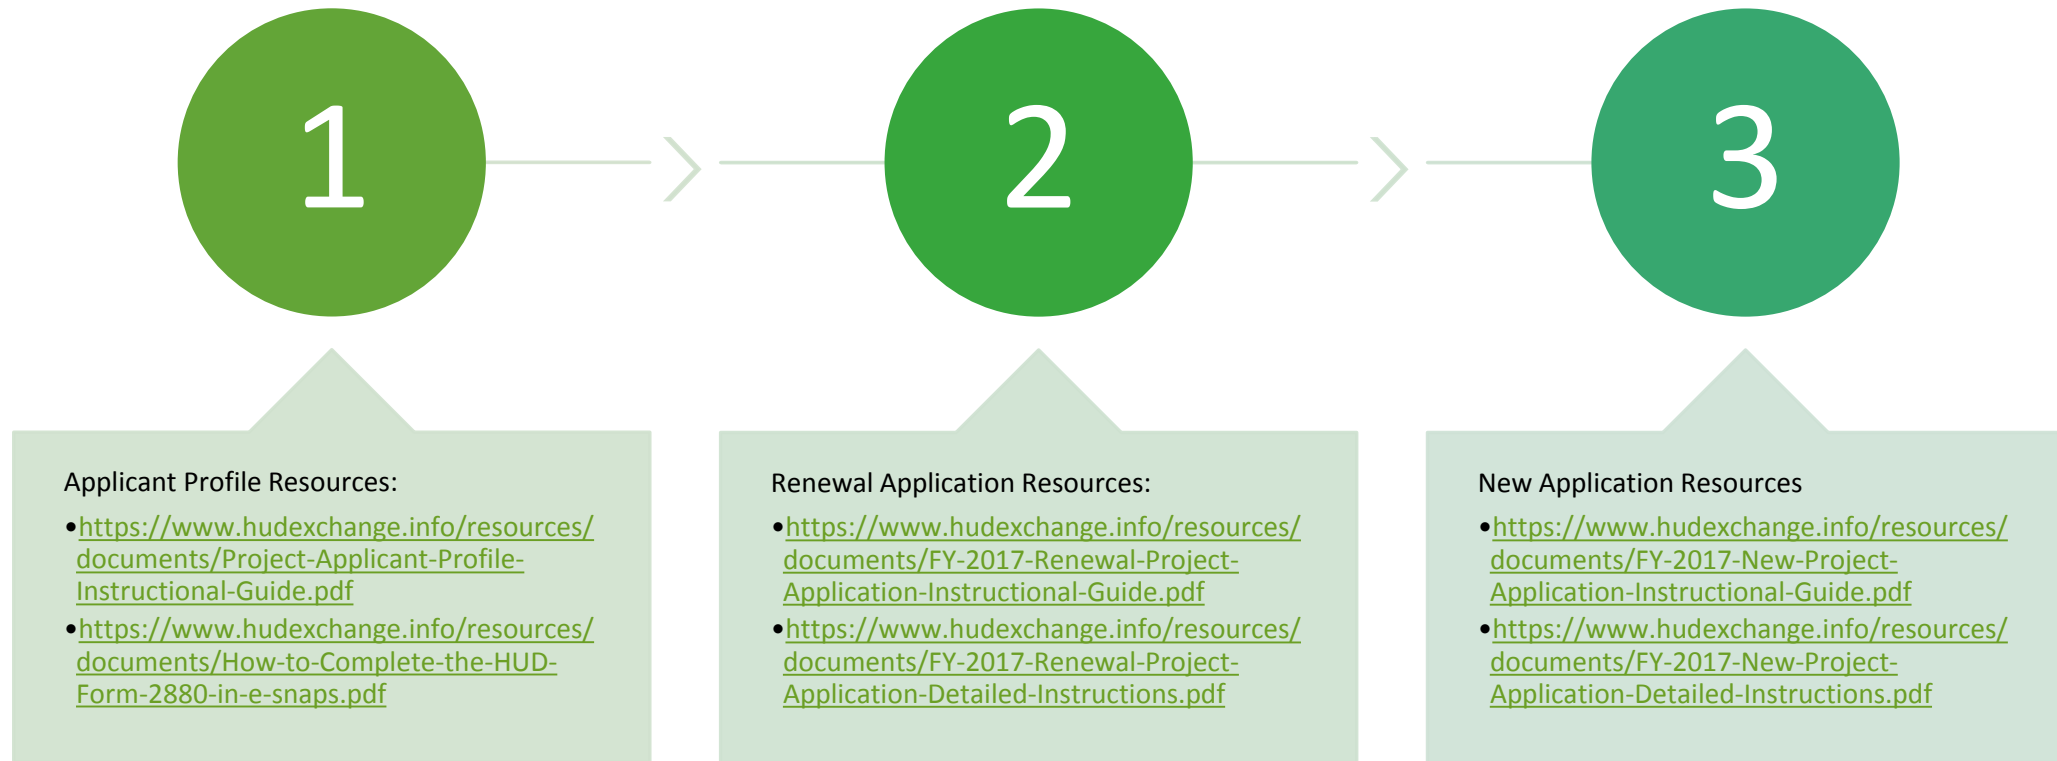 1
2
3
Applicant Profile Resources:
•https://www.hudexchange.info/resources/
documents/Project-Applicant-Profile-
Instructional-Guide.pdf
•https://www.hudexchange.info/resources/
documents/How-to-Complete-the-HUD-
Form-2880-in-e-snaps.pdf
Renewal Application Resources:
•https://www.hudexchange.info/resources/
documents/FY-2017-Renewal-Project-
Application-Instructional-Guide.pdf
•https://www.hudexchange.info/resources/
documents/FY-2017-Renewal-Project-
Application-Detailed-Instructions.pdf
New Application Resources
•https://www.hudexchange.info/resources/
documents/FY-2017-New-Project-
Application-Instructional-Guide.pdf
•https://www.hudexchange.info/resources/
documents/FY-2017-New-Project-
Application-Detailed-Instructions.pdf